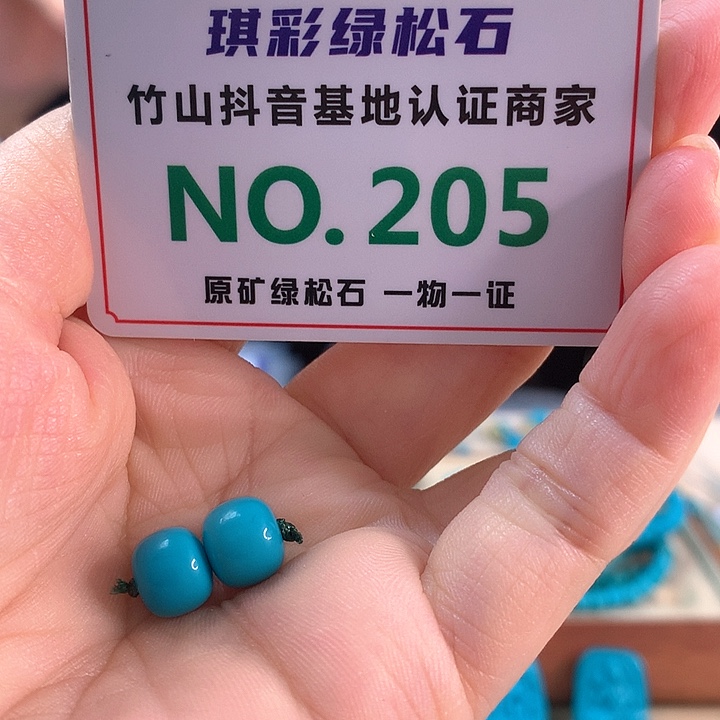 琪彩绿松石
竹山抖音基地认证商家
NO.205
原矿绿松石 一物一证